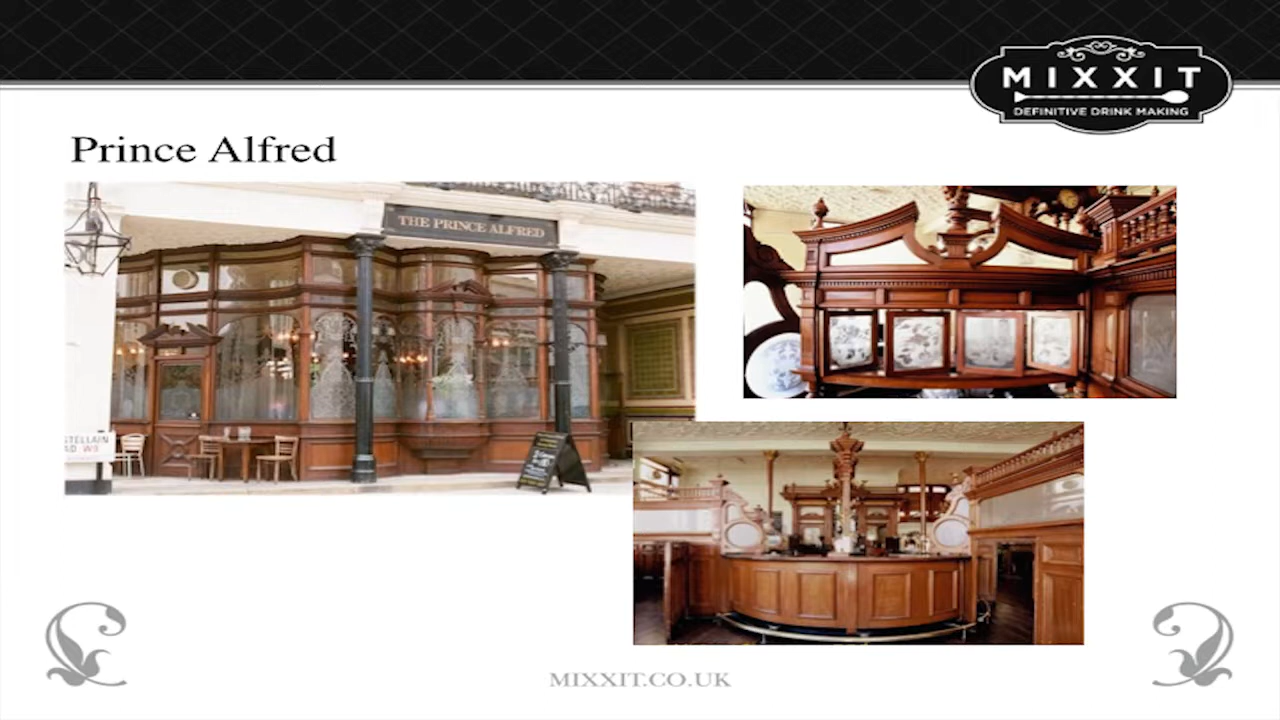 MIXXIT
DEFINITIVE DRINK MAKING
Prince Alfred
THE PRINCE ALFRED
STELLAIN
AD. W9
MIXXIT.CO.UK